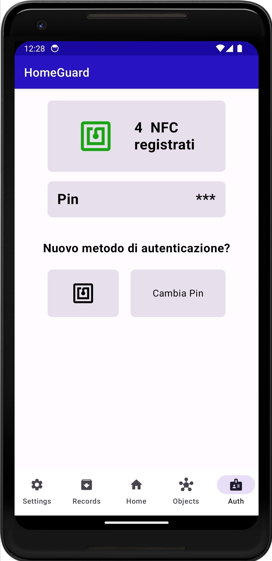 12:28
HomeGuard
4 NFC
registrati
Pin ***
Nuovo metodo di autenticazione?
Cambia Pin
Settings Records Home Objects Auth